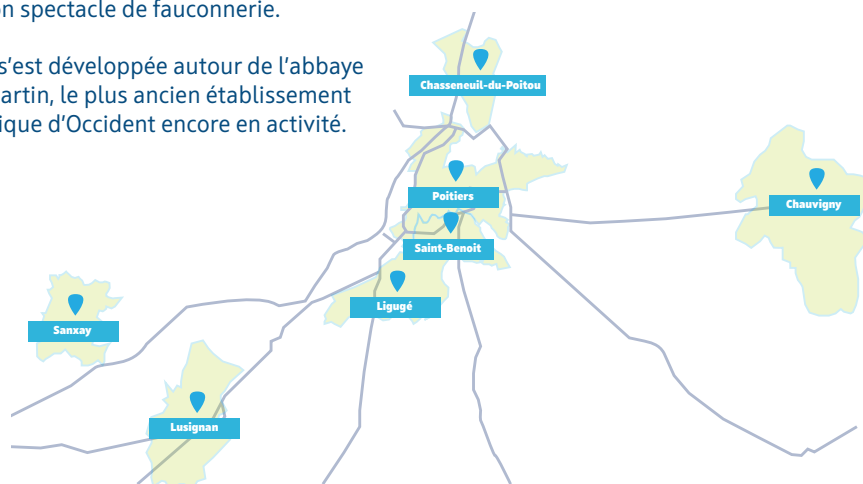 on spectacle de fauconnerie.
s'est développée autour de l'abbaye
artin, le plus ancien établissement
ique d'Occident encore en activité.
Chasseneuil-du-Poitou
Poitiers
Chauvigny
Saint-Benoit
Ligugé
Sanxay
Lusignan